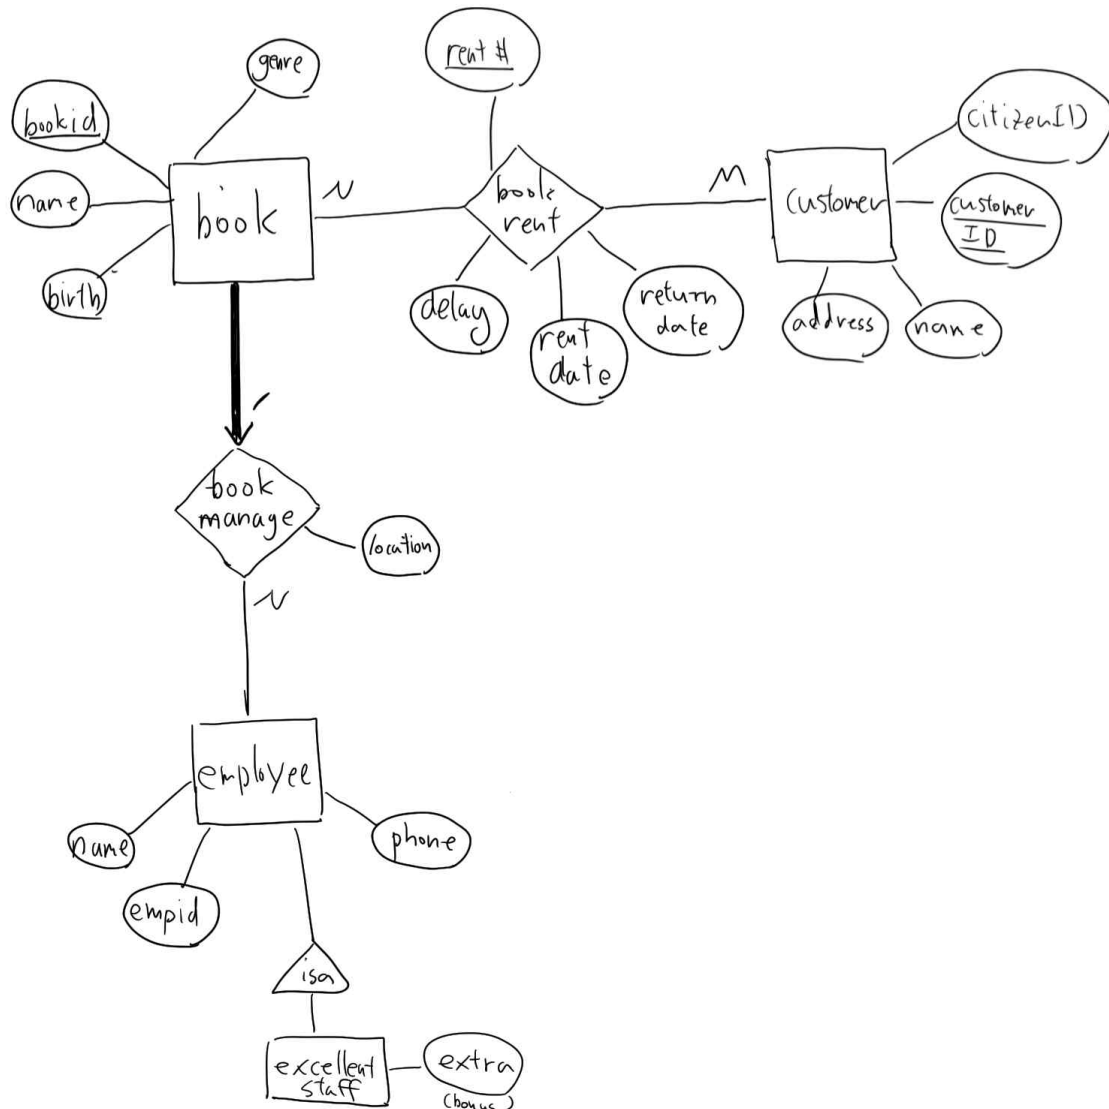 genre
rent #
bookid
citizenID
name
book
N
book
rent
M
customer
customer
ID
birth
delay
rent
date
return
date
address
name
book
manage
location
N
employee
name
phone
empid
isa
excellent
staff
extra
(bonus)